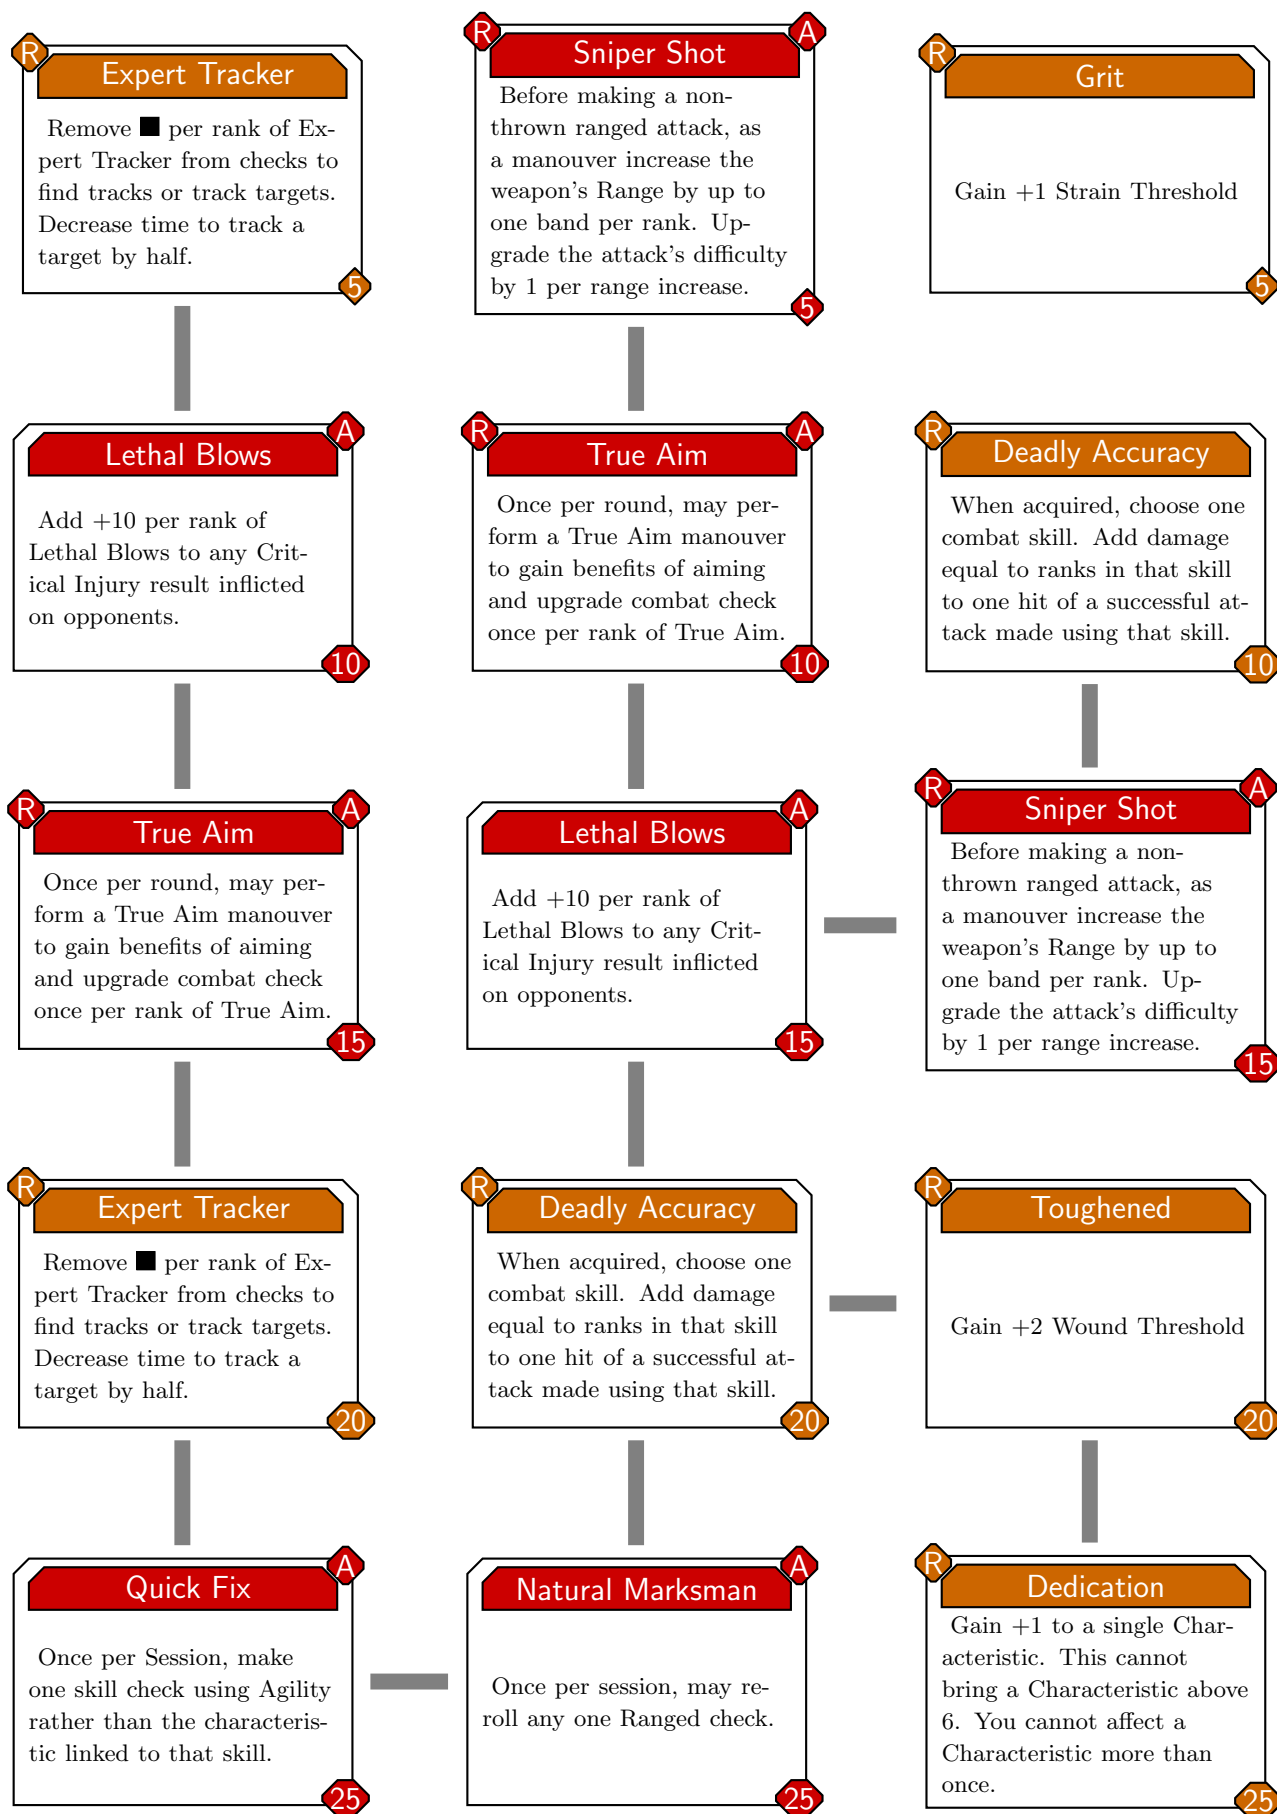 R
Expert Tracker
Remove ■ per rank of Ex-
pert Tracker from checks to
find tracks or track targets.
Decrease time to track a
target by half.
5
R
A
Sniper Shot
Before making a non-
thrown ranged attack, as
a manouver increase the
weapon's Range by up to
one band per rank. Up-
grade the attack's difficulty
by 1 per range increase.
5
R
Grit
Gain +1 Strain Threshold
5
A
Lethal Blows
Add +10 per rank of
Lethal Blows to any Crit-
ical Injury result inflicted
on opponents.
10
R
A
True Aim
Once per round, may per-
form a True Aim manouver
to gain benefits of aiming
and upgrade combat check
once per rank of True Aim.
10
R
Deadly Accuracy
When acquired, choose one
combat skill. Add damage
equal to ranks in that skill
to one hit of a successful at-
tack made using that skill.
10
R
A
True Aim
Once per round, may per-
form a True Aim manouver
to gain benefits of aiming
and upgrade combat check
once per rank of True Aim.
15
Lethal Blows
Add +10 per rank of
Lethal Blows to any Crit-
ical Injury result inflicted
on opponents.
A
15
R
A
Sniper Shot
Before making a non-
thrown ranged attack, as
a manouver increase the
weapon's Range by up to
one band per rank. Up-
grade the attack's difficulty
by 1 per range increase.
15
R
Expert Tracker
Remove ■ per rank of Ex-
pert Tracker from checks to
find tracks or track targets.
Decrease time to track a
target by half.
20
R
Deadly Accuracy
When acquired, choose one
combat skill. Add damage
equal to ranks in that skill
to one hit of a successful at-
tack made using that skill.
20
R
Toughened
Gain +2 Wound Threshold
20
A
Quick Fix
Once per Session, make
one skill check using Agility
rather than the characteris-
tic linked to that skill.
25
A
Natural Marksman
Once per session, may re-
roll any one Ranged check.
25
R
Dedication
Gain +1 to a single Char-
acteristic. This cannot
bring a Characteristic above
6. You cannot affect a
Characteristic more than
once.
25